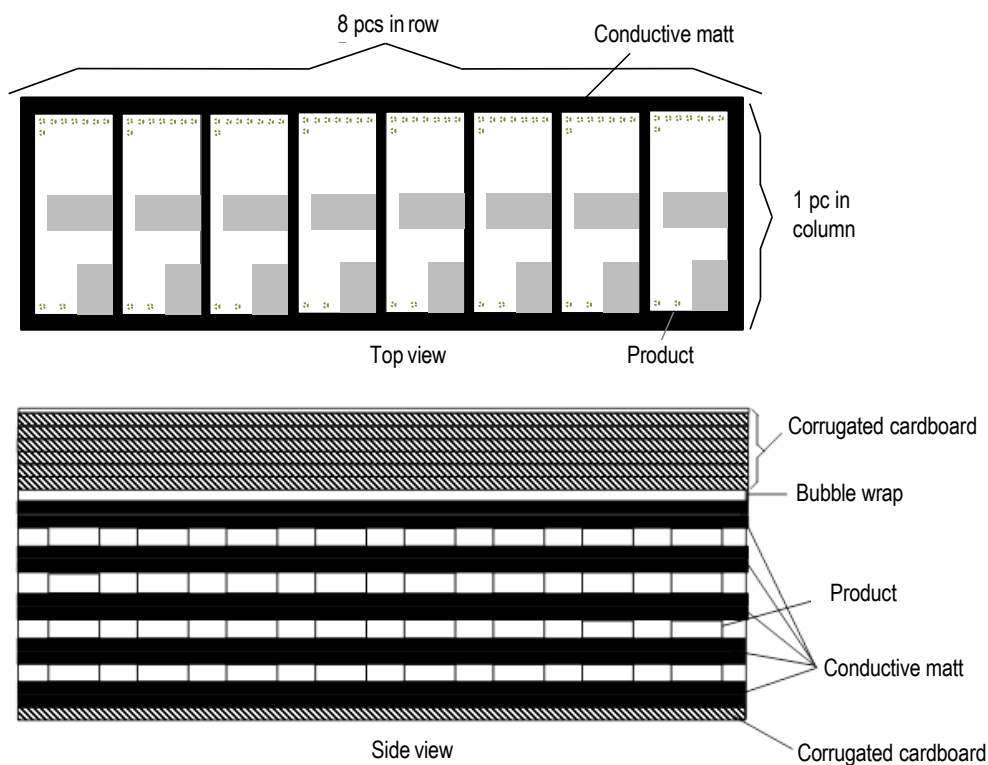 8 pcs in row
Conductive matt
1 pc in
column
Top view
Product
Corrugated cardboard
Bubble wrap
Product
Conductive matt
Side view
Corrugated cardboard